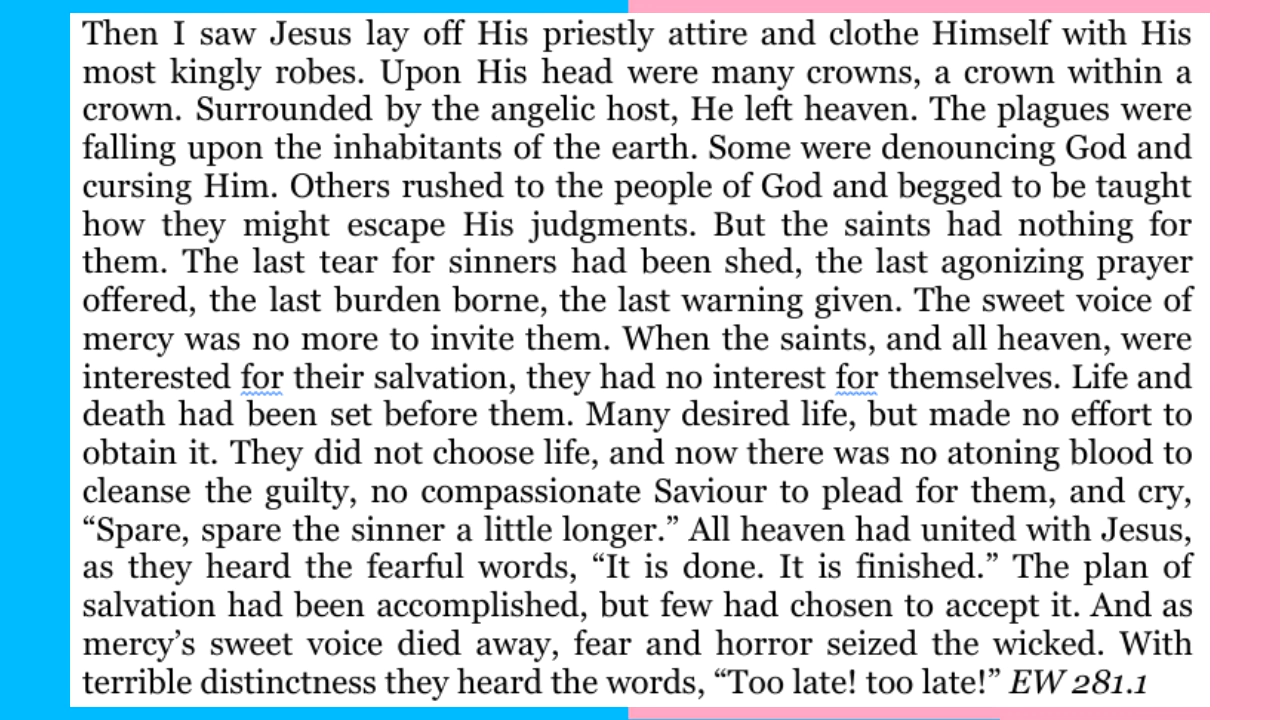 Then I saw Jesus lay off His priestly attire and clothe Himself with His
most kingly robes. Upon His head were many crowns, a crown within a
crown. Surrounded by the angelic host, He left heaven. The plagues were
falling upon the inhabitants of the earth. Some were denouncing God and
cursing Him. Others rushed to the people of God and begged to be taught
how they might escape His judgments. But the saints had nothing for
them. The last tear for sinners had been shed, the last agonizing prayer
offered, the last burden borne, the last warning given. The sweet voice of
mercy was no more to invite them. When the saints, and all heaven, were
interested for their salvation, they had no interest for themselves. Life and
death had been set before them. Many desired life, but made no effort to
obtain it. They did not choose life, and now there was no atoning blood to
cleanse the guilty, no compassionate Saviour to plead for them, and cry,
“Spare, spare the sinner a little longer.” All heaven had united with Jesus,
as they heard the fearful words, “It is done. It is finished.” The plan of
salvation had been accomplished, but few had chosen to accept it. And as
mercy’s sweet voice died away, fear and horror seized the wicked. With
terrible distinctness they heard the words, “Too late! too late!” EW 281.1